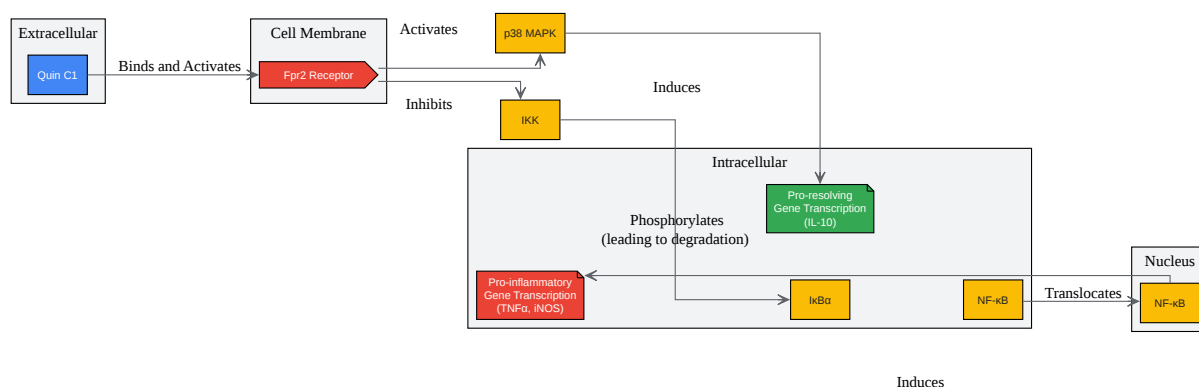 Extracellular
Quin C1
Binds and Activates
Cell Membrane
Fpr2 Receptor
Activates
Inhibits
p38 MAPK
IKK
Induces
Intracellular
Pro-resolving
Gene Transcription
(IL-10)
Phosphorylates
(leading to degradation)
Pro-inflammatory
Gene Transcription
(TNFα, iNOS)
IκBα
NF-κB
Translocates
Nucleus
NF-κB
Induces